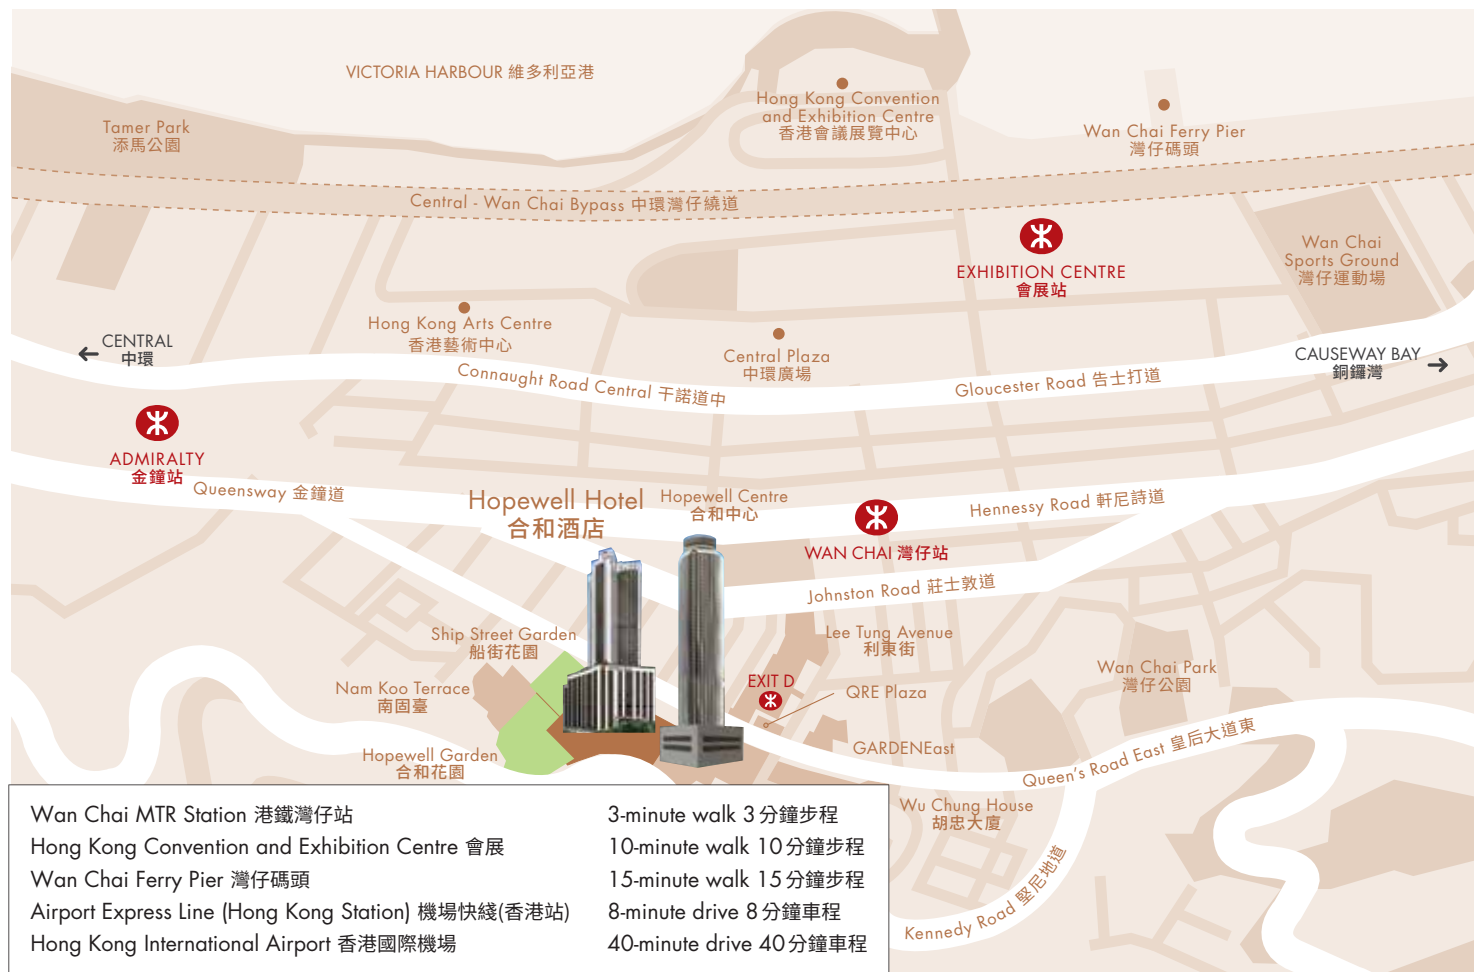 VICTORIA HARBOUR 維多利亞港
Hong Kong Convention
and Exhibition Centre
香港會議展覽中心
Tamer Park
添馬公園
Wan Chai Ferry Pier
灣仔碼頭
Central - Wan Chai Bypass 中環灣仔繞道
EXHIBITION CENTRE
會展站
Wan Chai
Sports Ground
灣仔運動場
Hong Kong Arts Centre
香港藝術中心
CENTRAL
中環
Central Plaza
中環廣場
CAUSEWAY BAY
銅鑼灣
Connaught Road Central 干諾道中
Gloucester Road 告士打道
ADMIRALTY
金鐘站
Queensway 金鐘道
Hopewell Hotel
合和酒店
Hopewell Centre
合和中心
Hennessy Road 軒尼詩道
WAN CHAI 灣仔站
Johnston Road 莊士敦道
Ship Street Garden
船街花園
Lee Tung Avenue
利東街
Nam Koo Terrace
南固臺
EXIT D
QRE Plaza
Wan Chai Park
灣仔公園
Hopewell Garden
合和花園
GARDENEast
Queen's Road East 皇后大道東
Wu Chung House
胡忠大廈
Kennedy Road 堅尼地道
Wan Chai MTR Station 港鐵灣仔站 3-minute walk 3分鐘步程
Hong Kong Convention and Exhibition Centre 會展 10-minute walk 10分鐘步程
Wan Chai Ferry Pier 灣仔碼頭 15-minute walk 15分鐘步程
Airport Express Line (Hong Kong Station) 機場快綫(香港站) 8-minute drive 8分鐘車程
Hong Kong International Airport 香港國際機場 40-minute drive 40分鐘車程